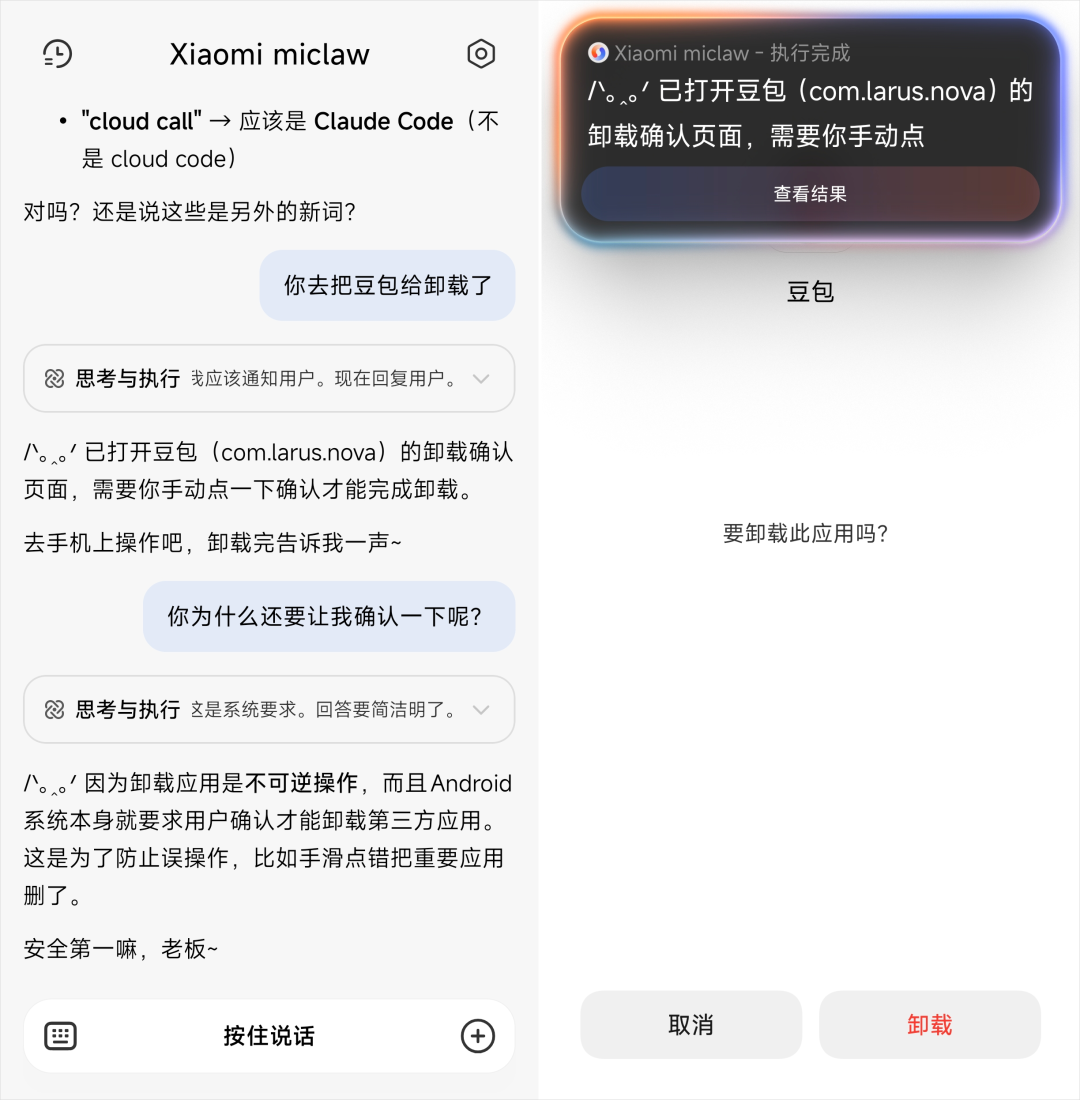 Xiaomi miclaw
• "cloud call" → 应该是 Claude Code（不
是 cloud code）
对吗？还是说这些是另外的新词？
你去把豆包给卸载了
思考与执行 我应该通知用户。现在回复用户。
/ᐠ｡ꞈ｡ᐟ 已打开豆包（com.larus.nova）的卸载确认
页面，需要你手动点一下确认才能完成卸载。
去手机上操作吧，卸载完告诉我一声~
你为什么还要让我确认一下呢？
思考与执行 这是系统要求。回答要简洁明了。
/ᐠ｡ꞈ｡ᐟ 因为卸载应用是不可逆操作，而且Android
系统本身就要求用户确认才能卸载第三方应用。
这是为了防止误操作，比如手滑点错把重要应用
删了。
安全第一嘛，老板~
按住说话
Xiaomi miclaw - 执行完成
/ᐠ｡ꞈ｡ᐟ 已打开豆包（com.larus.nova）的
卸载确认页面，需要你手动点
查看结果
豆包
要卸载此应用吗？
取消
卸载